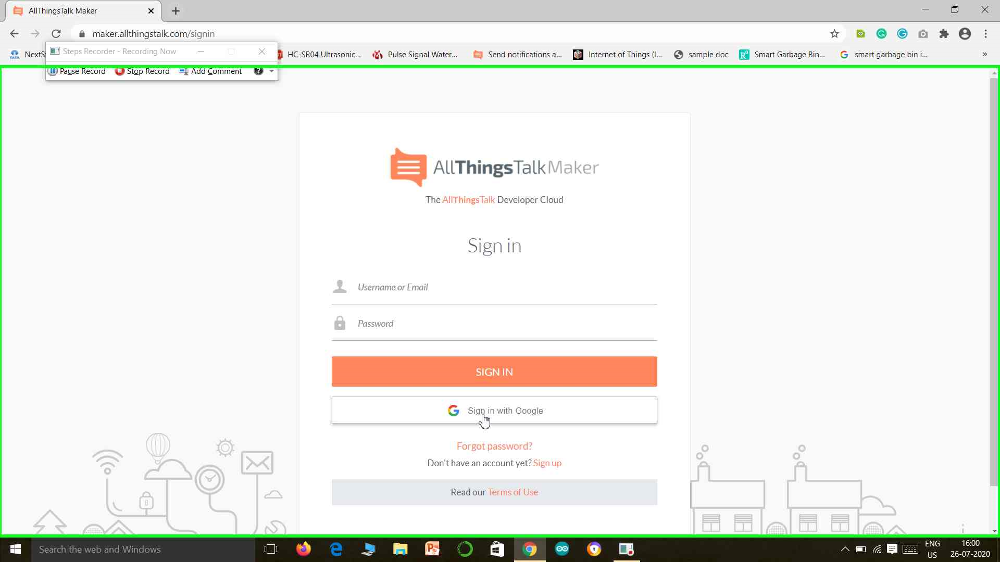 AllThingsTalk Maker
maker.allthingstalk.com/signin
Steps Recorder - Recording Now
HC-SR04 Ultrasonic...
Pulse Signal Water...
Send notifications a...
Internet of Things (I...
sample doc
Smart Garbage Bin...
smart garbage bin i...
»
TATA
NextS
Pause Record
Stop Record
Add Comment
AllThingsTalkMaker
The AllThingsTalk Developer Cloud
Sign in
Username or Email
Password
SIGN IN
Sign in with Google
Forgot password?
Don't have an account yet? Sign up
Read our Terms of Use
Search the web and Windows
ENG
US
16:00
26-07-2020